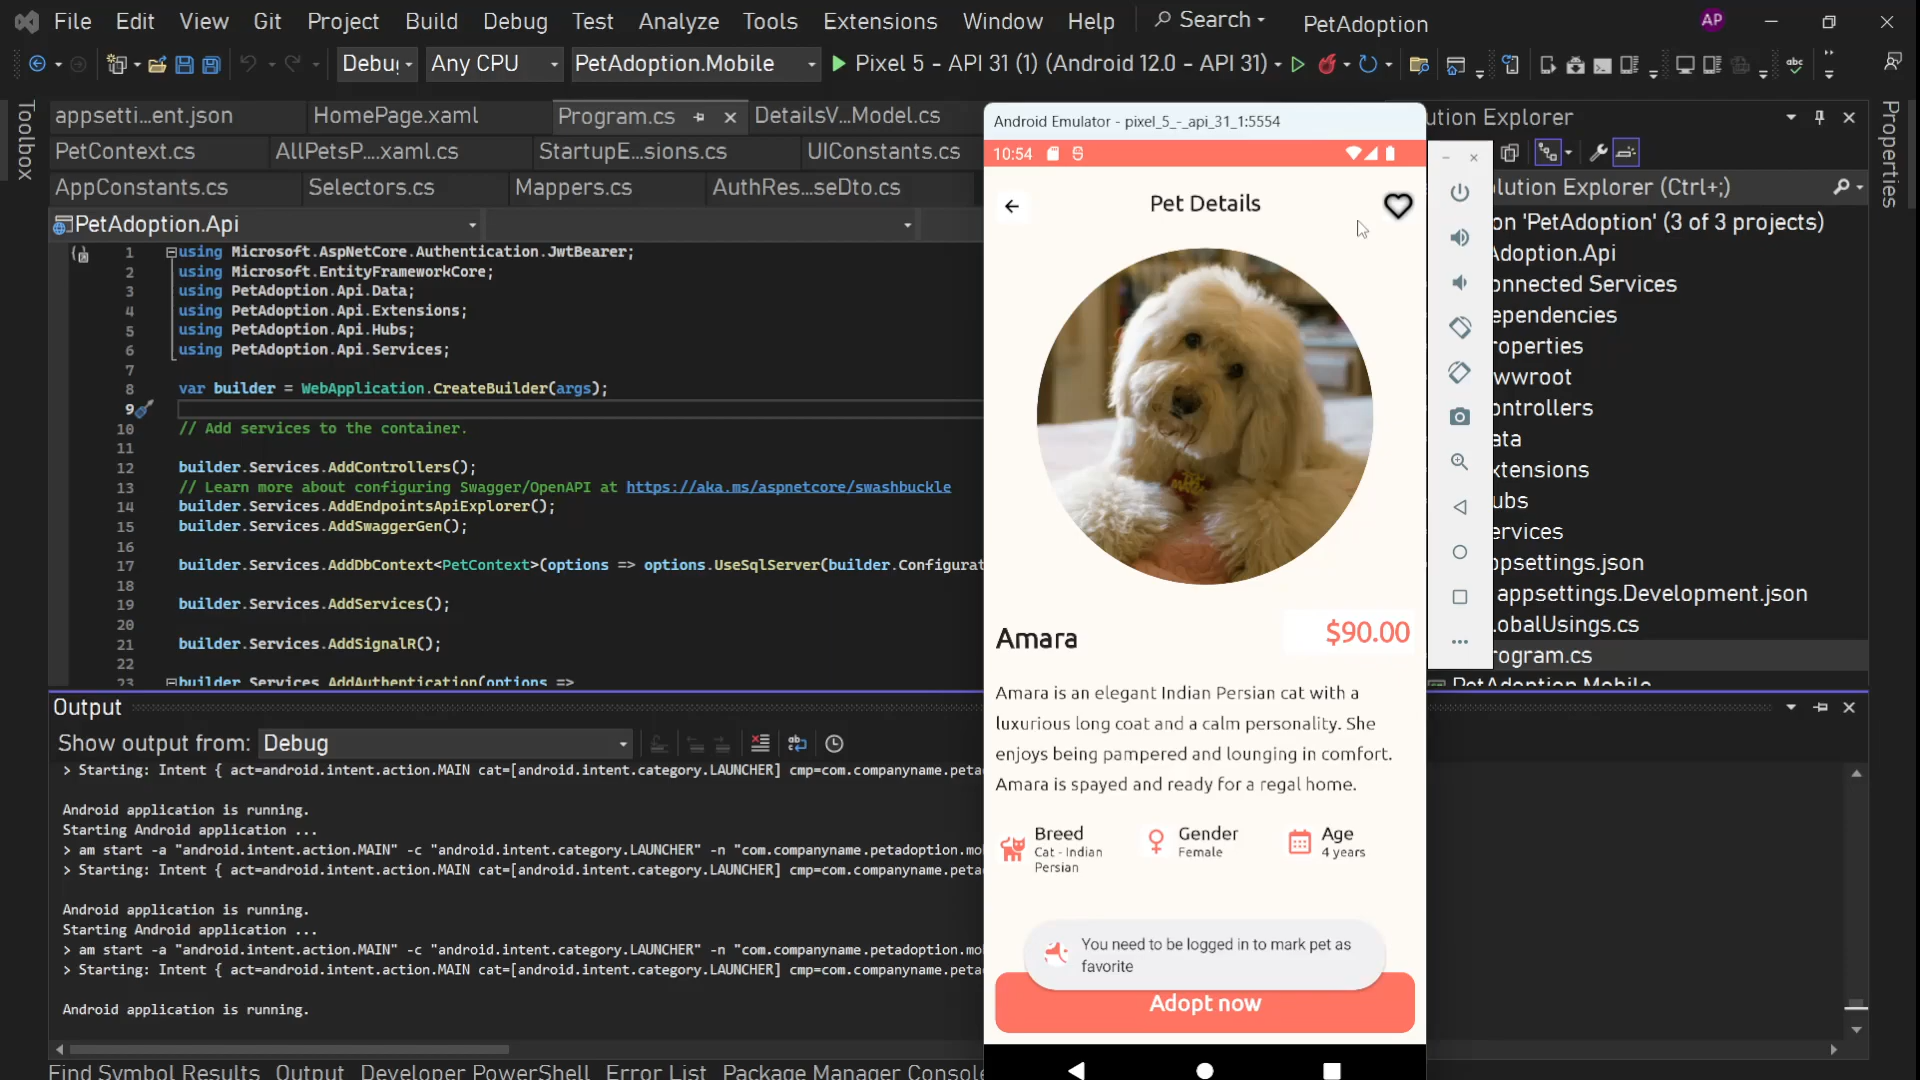 File Edit View Git Project Build Debug Test Analyze Tools Extensions Window Help Search PetAdoption AP
Debug Any CPU PetAdoption.Mobile Pixel 5 - API 31 (1) (Android 12.0 - API 31)
Toolbox
appsetti...ent.json HomePage.xaml Program.cs DetailsV...Model.cs
PetContext.cs AllPetsP....xaml.cs StartupE...sions.cs UIConstants.cs
AppConstants.cs Selectors.cs Mappers.cs AuthRes...seDto.cs
PetAdoption.Api
1 using Microsoft.AspNetCore.Authentication.JwtBearer;
2 using Microsoft.EntityFrameworkCore;
3 using PetAdoption.Api.Data;
4 using PetAdoption.Api.Extensions;
5 using PetAdoption.Api.Hubs;
6 using PetAdoption.Api.Services;
7
8 var builder = WebApplication.CreateBuilder(args);
9
10 // Add services to the container.
11
12 builder.Services.AddControllers();
13 // Learn more about configuring Swagger/OpenAPI at https://aka.ms/aspnetcore/swashbuckle
14 builder.Services.AddEndpointsApiExplorer();
15 builder.Services.AddSwaggerGen();
16
17 builder.Services.AddDbContext<PetContext>(options => options.UseSqlServer(builder.Configurat
18
19 builder.Services.AddServices();
20
21 builder.Services.AddSignalR();
22
23 builder.Services.AddAuthentication(options =>
Output
Show output from: Debug
> Starting: Intent { act=android.intent.action.MAIN cat=[android.intent.category.LAUNCHER] cmp=com.companyname.peta
Android application is running.
Starting Android application ...
> am start -a "android.intent.action.MAIN" -c "android.intent.category.LAUNCHER" -n "com.companyname.petadoption.mo
> Starting: Intent { act=android.intent.action.MAIN cat=[android.intent.category.LAUNCHER] cmp=com.companyname.peta
Android application is running.
Starting Android application ...
> am start -a "android.intent.action.MAIN" -c "android.intent.category.LAUNCHER" -n "com.companyname.petadoption.mo
> Starting: Intent { act=android.intent.action.MAIN cat=[android.intent.category.LAUNCHER] cmp=com.companyname.peta
Android application is running.
Find Symbol Results Output Developer PowerShell Error List Package Manager Console
Android Emulator - pixel_5_-_api_31_1:5554
10:54
Pet Details
Amara
$90.00
Amara is an elegant Indian Persian cat with a
luxurious long coat and a calm personality. She
enjoys being pampered and lounging in comfort.
Amara is spayed and ready for a regal home.
Breed
Cat - Indian
Persian
Gender
Female
Age
4 years
You need to be logged in to mark pet as
favorite
Adopt now
ution Explorer
lution Explorer (Ctrl+;)
on 'PetAdoption' (3 of 3 projects)
Adoption.Api
onnected Services
ependencies
roperties
wwroot
ontrollers
ata
xtensions
ubs
ervices
ppsettings.json
appsettings.Development.json
lobalUsings.cs
rogram.cs
PetAdoption.Mobile
Properties